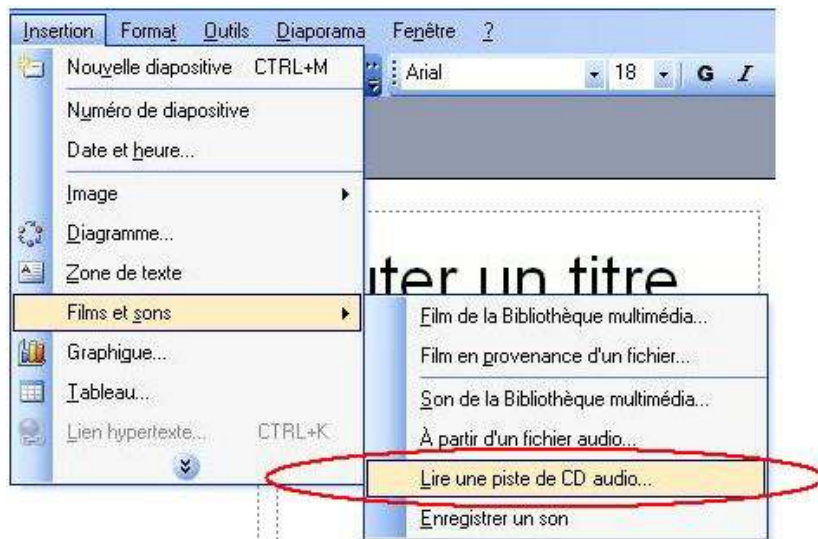 Insertion Format Outils Diaporama Fenêtre ?
Nouvelle diapositive CTRL+M
Arial 18 G I
Numéro de diapositive
Date et heure...
Image
Diagramme...
Zone de texte
uter un titre
Films et sons
Film de la Bibliothèque multimédia...
Graphique...
Film en provenance d'un fichier...
Tableau...
Son de la Bibliothèque multimédia...
Lien hypertexte... CTRL+K
À partir d'un fichier audio...
Lire une piste de CD audio...
Enregistrer un son